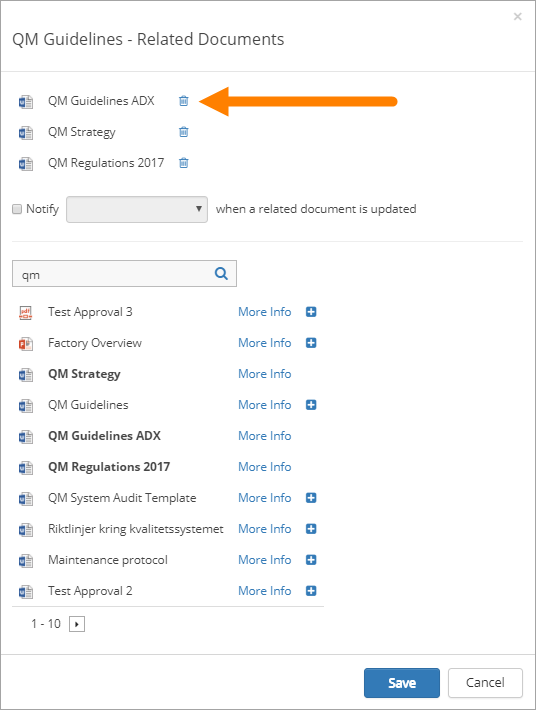 QM Guidelines - Related Documents
QM Guidelines ADX
QM Strategy
QM Regulations 2017
Notify when a related document is updated
qm
Test Approval 3 More Info
Factory Overview More Info
QM Strategy More Info
QM Guidelines More Info
QM Guidelines ADX More Info
QM Regulations 2017 More Info
QM System Audit Template More Info
Riktlinjer kring kvalitetssystemet More Info
Maintenance protocol More Info
Test Approval 2 More Info
1 - 10
Save Cancel